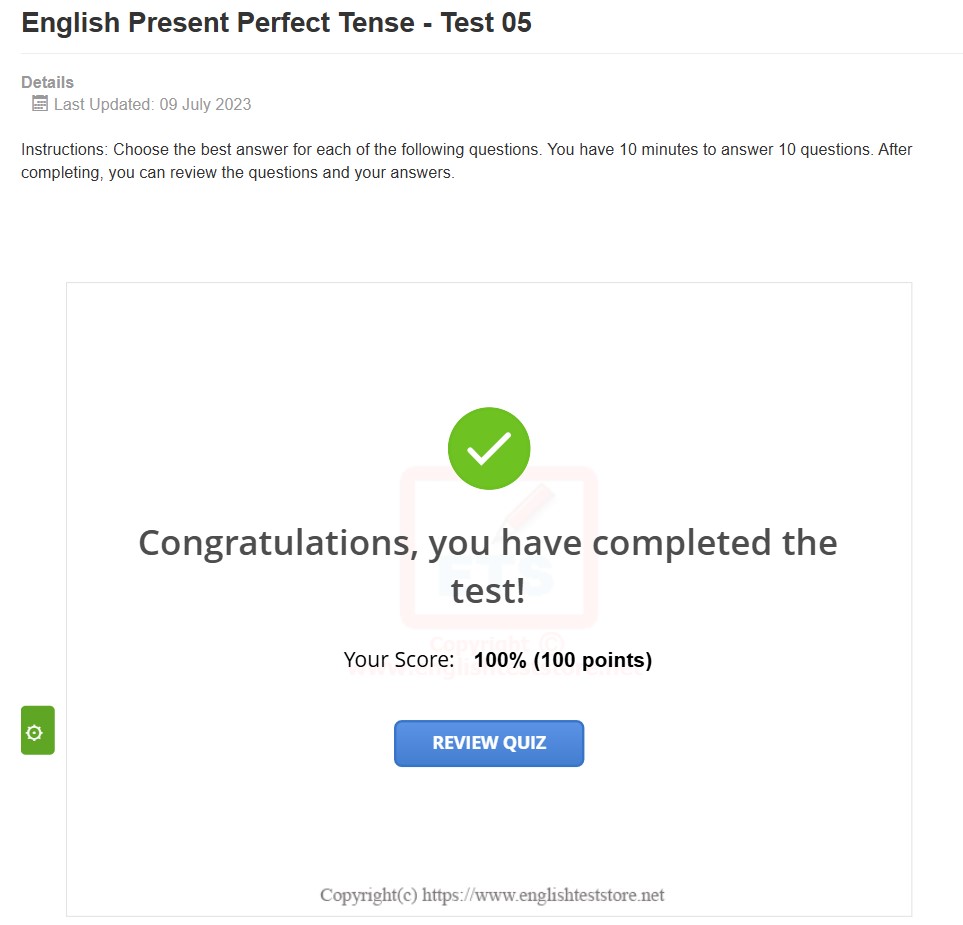 English Present Perfect Tense - Test 05
Details
Last Updated: 09 July 2023
Instructions: Choose the best answer for each of the following questions. You have 10 minutes to answer 10 questions. After
completing, you can review the questions and your answers.
Congratulations, you have completed the
test!
ETS
Copyright ©
Your Score: 100% (100 points)
REVIEW QUIZ
Copyright(c) https://www.englishteststore.net